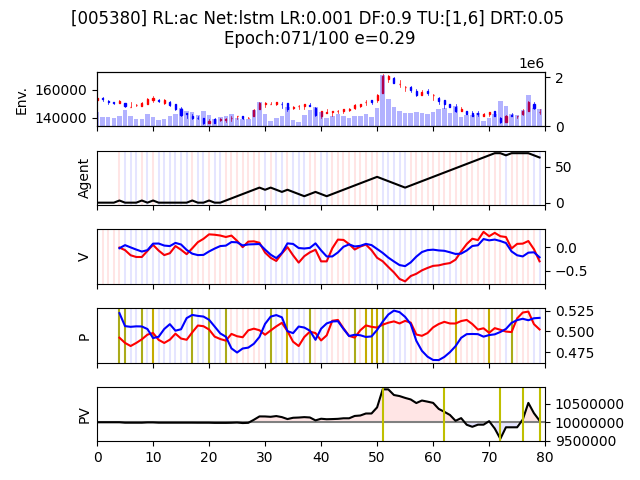 [005380] RL:ac Net:lstm LR:0.001 DF:0.9 TU:[1,6] DRT:0.05
Epoch:071/100 e=0.29
1e6
Env.
160000
140000
2
0
Agent
50
0
V
0.0
−0.5
P
0.525
0.500
0.475
PV
10500000
10000000
9500000
0 10 20 30 40 50 60 70 80